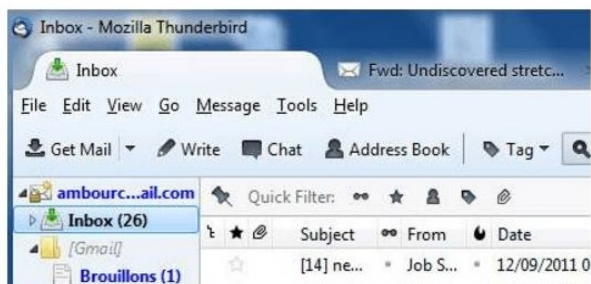 Inbox - Mozilla Thunderbird
Inbox Fwd: Undiscovered stretc...
File Edit View Go Message Tools Help
Get Mail Write Chat Address Book Tag
ambourc...ail.com Quick Filter:
Inbox (26)
Subject From Date
[Gmail] [14] ne... Job S... 12/09/2011 0
Brouillons (1)